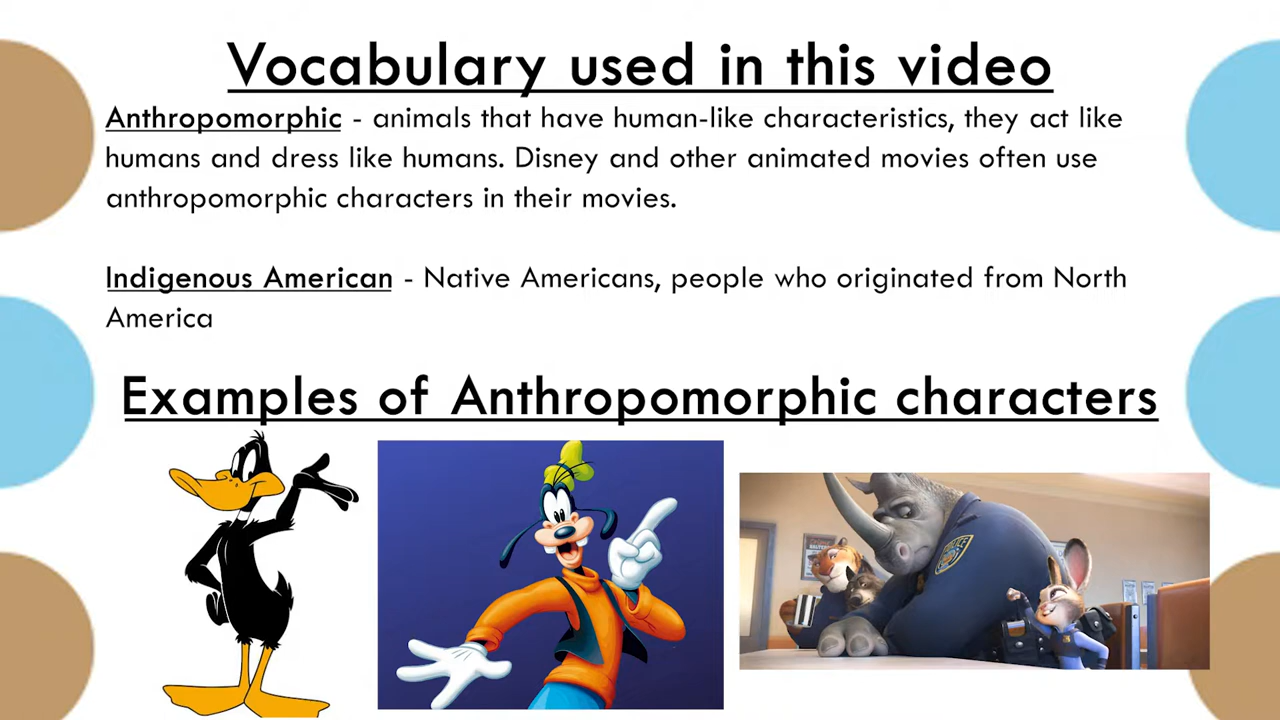 Vocabulary used in this video
Anthropomorphic - animals that have human-like characteristics, they act like
humans and dress like humans. Disney and other animated movies often use
anthropomorphic characters in their movies.
Indigenous American - Native Americans, people who originated from North
America
Examples of Anthropomorphic characters
POLICE